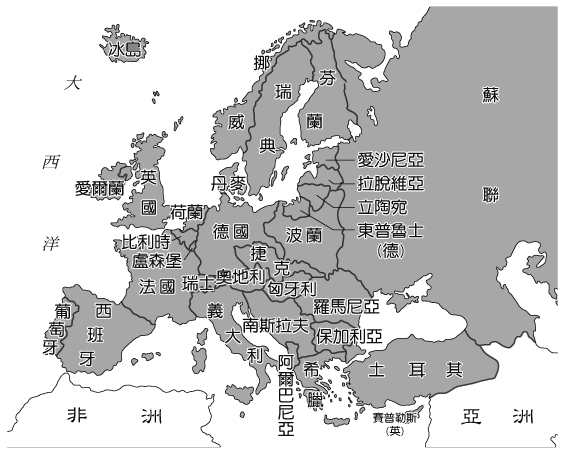 冰島
大西洋
挪威
瑞典
芬蘭
蘇聯
愛沙尼亞
拉脫維亞
立陶宛
東普魯士
(德)
愛爾蘭
英國
丹麥
荷蘭
比利時
盧森堡
德國
波蘭
捷克
法國
瑞士
奧地利
匈牙利
羅馬尼亞
葡萄牙
西班牙
義大利
南斯拉夫
保加利亞
阿爾巴尼亞
希臘
土耳其
賽普勒斯
(英)
非洲
亞洲